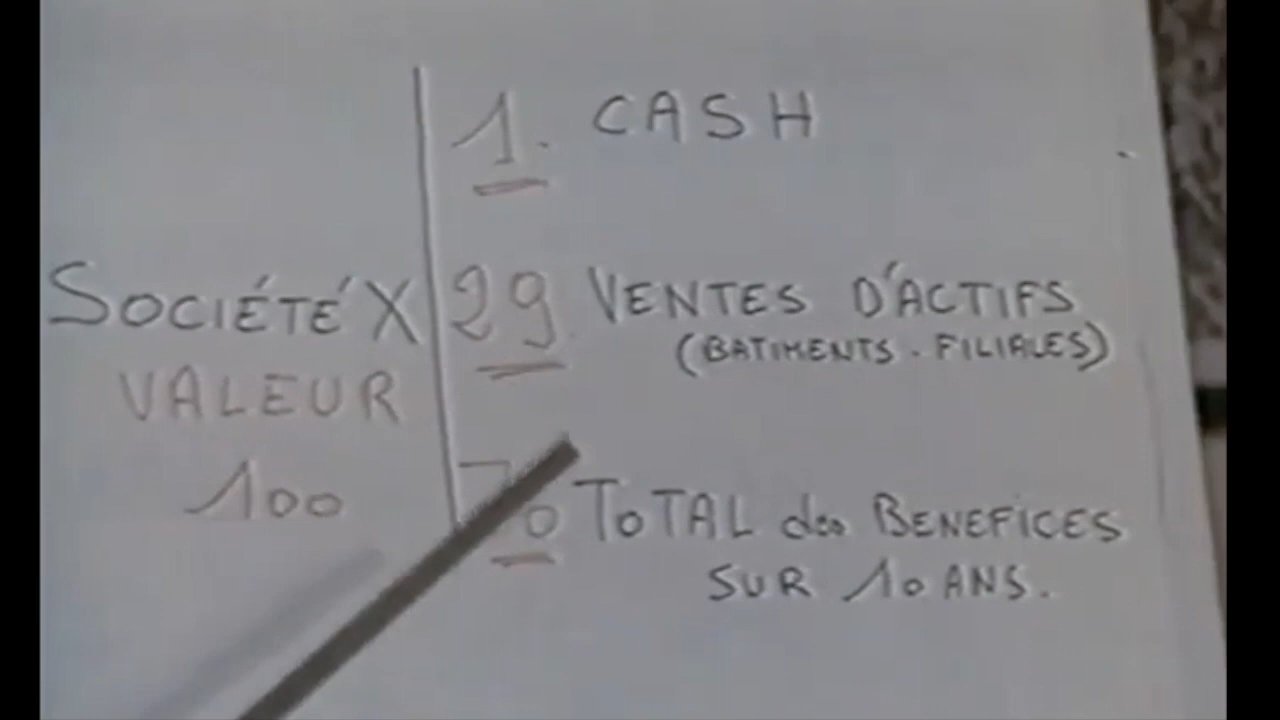 1. CASH
SOCIÉTÉ X
29. VENTES D'ACTIFS
(BATIMENTS. FILIALES)
VALEUR
100
70 TOTAL des BENEFICES
SUR 10 ANS.